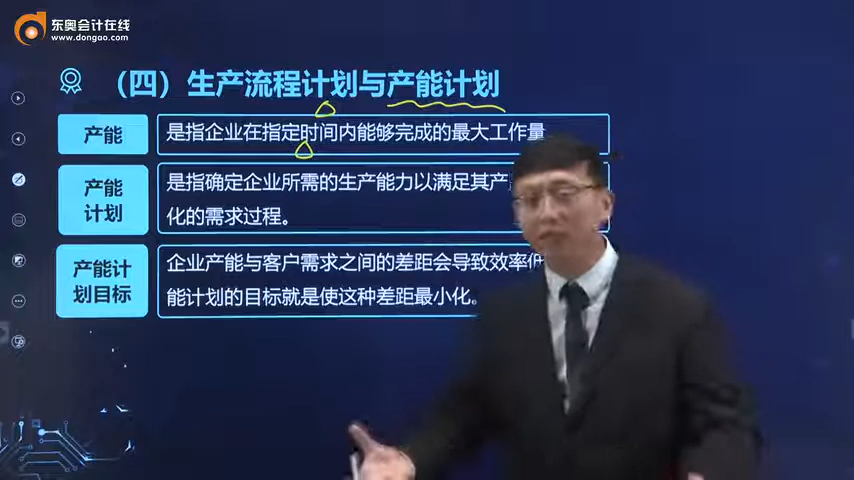 东奥会计在线
www.dongao.com
（四）生产流程计划与产能计划
产能
是指企业在指定时间内能够完成的最大工作量
产能
计划
是指确定企业所需的生产能力以满足其产
化的需求过程。
产能计
划目标
企业产能与客户需求之间的差距会导致效率低
能计划的目标就是使这种差距最小化。